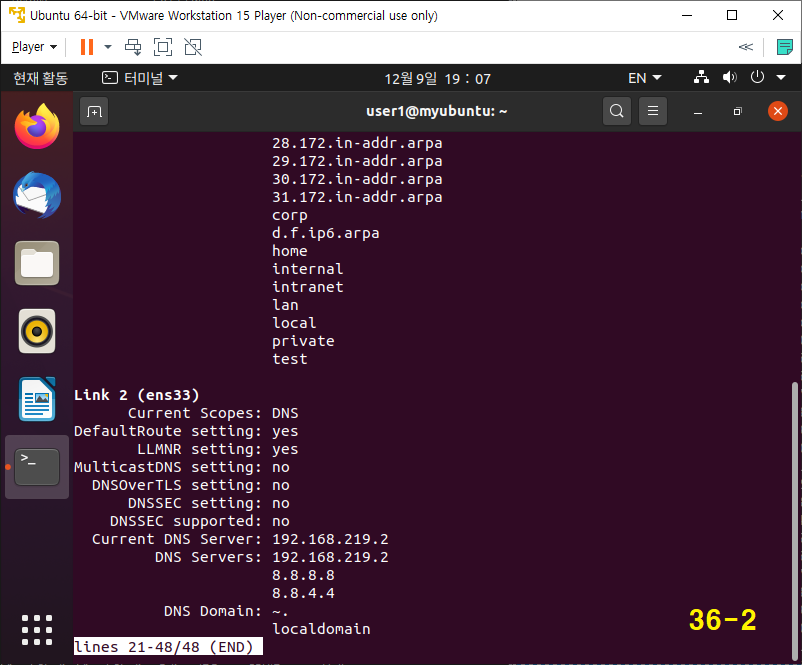 Ubuntu 64-bit - VMware Workstation 15 Player (Non-commercial use only)
Player
현재 활동 터미널 12월 9일 19 : 07 EN
user1@myubuntu: ~
28.172.in-addr.arpa
29.172.in-addr.arpa
30.172.in-addr.arpa
31.172.in-addr.arpa
corp
d.f.ip6.arpa
home
internal
intranet
lan
local
private
test
Link 2 (ens33)
Current Scopes: DNS
DefaultRoute setting: yes
LLMNR setting: yes
MulticastDNS setting: no
DNSOverTLS setting: no
DNSSEC setting: no
DNSSEC supported: no
Current DNS Server: 192.168.219.2
DNS Servers: 192.168.219.2
8.8.8.8
8.8.4.4
DNS Domain: ~.
localdomain
lines 21-48/48 (END)
36-2